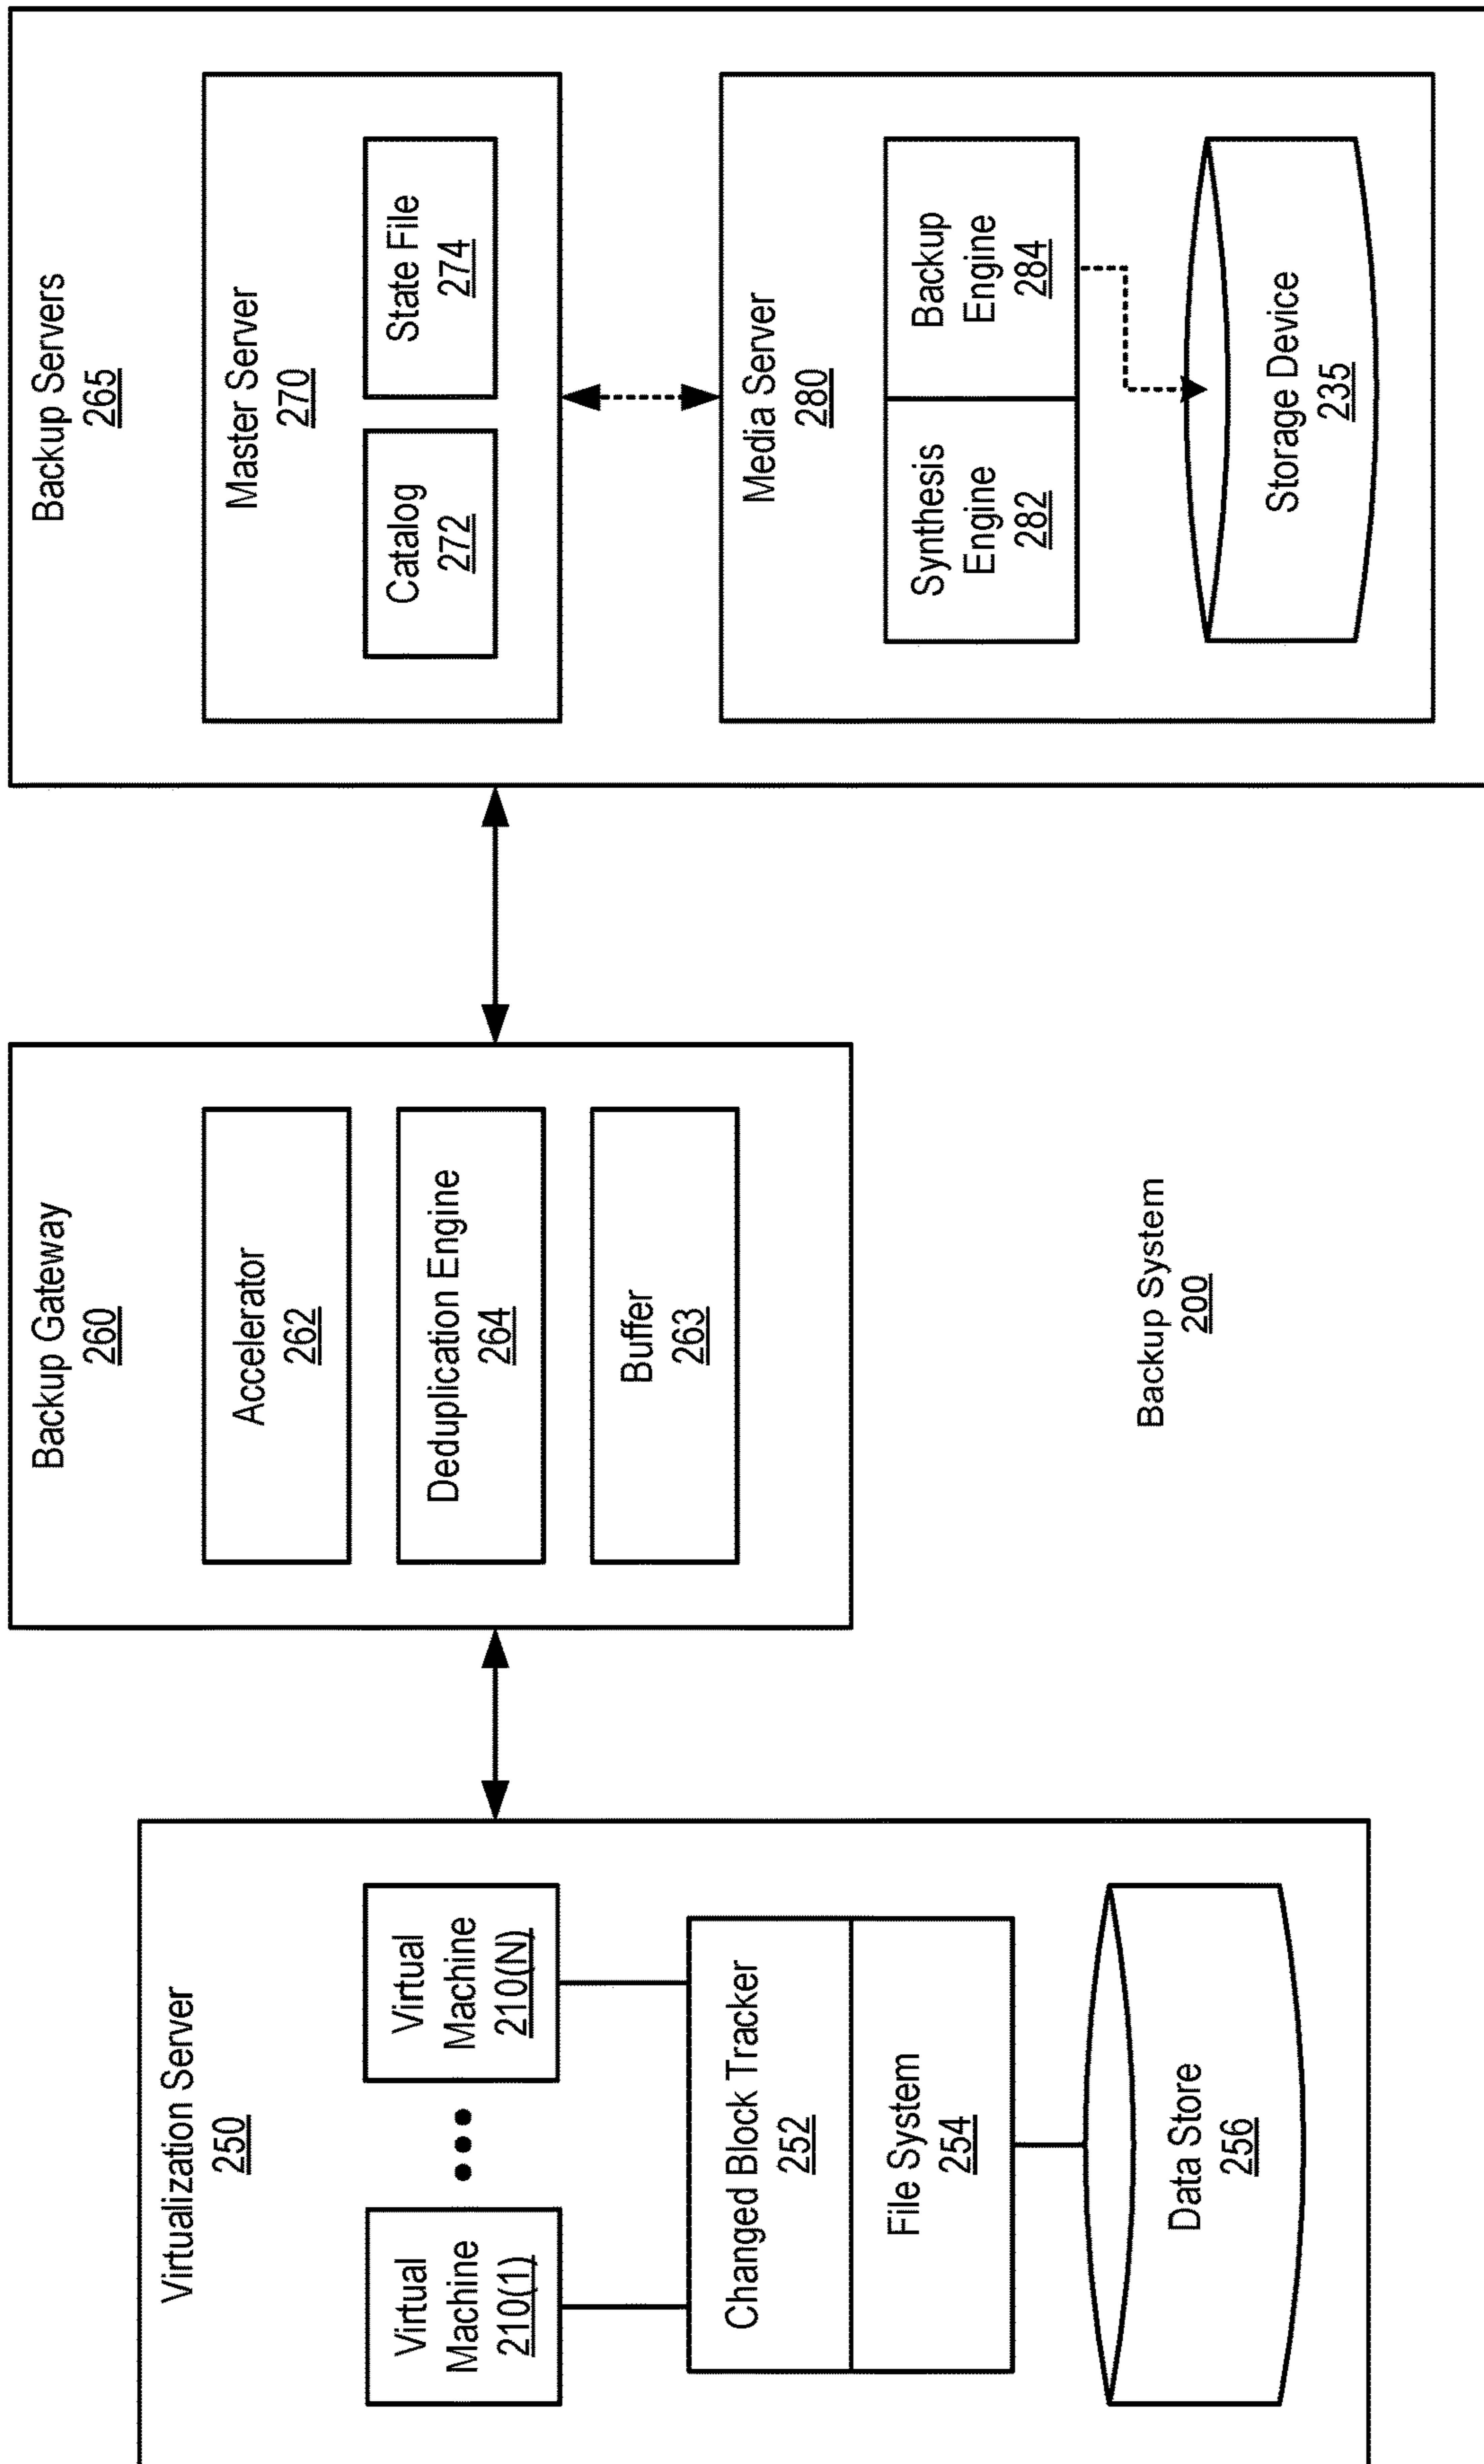 Virtualization Server
250
Virtual
Machine
210(1)
Virtual
Machine
210(N)
Changed Block Tracker
252
File System
254
Data Store
256
Backup Gateway
260
Accelerator
262
Deduplication Engine
264
Buffer
263
Backup System
200
Backup Servers
265
Master Server
270
Catalog
272
State File
274
Media Server
280
Synthesis
Engine
282
Backup
Engine
284
Storage Device
235